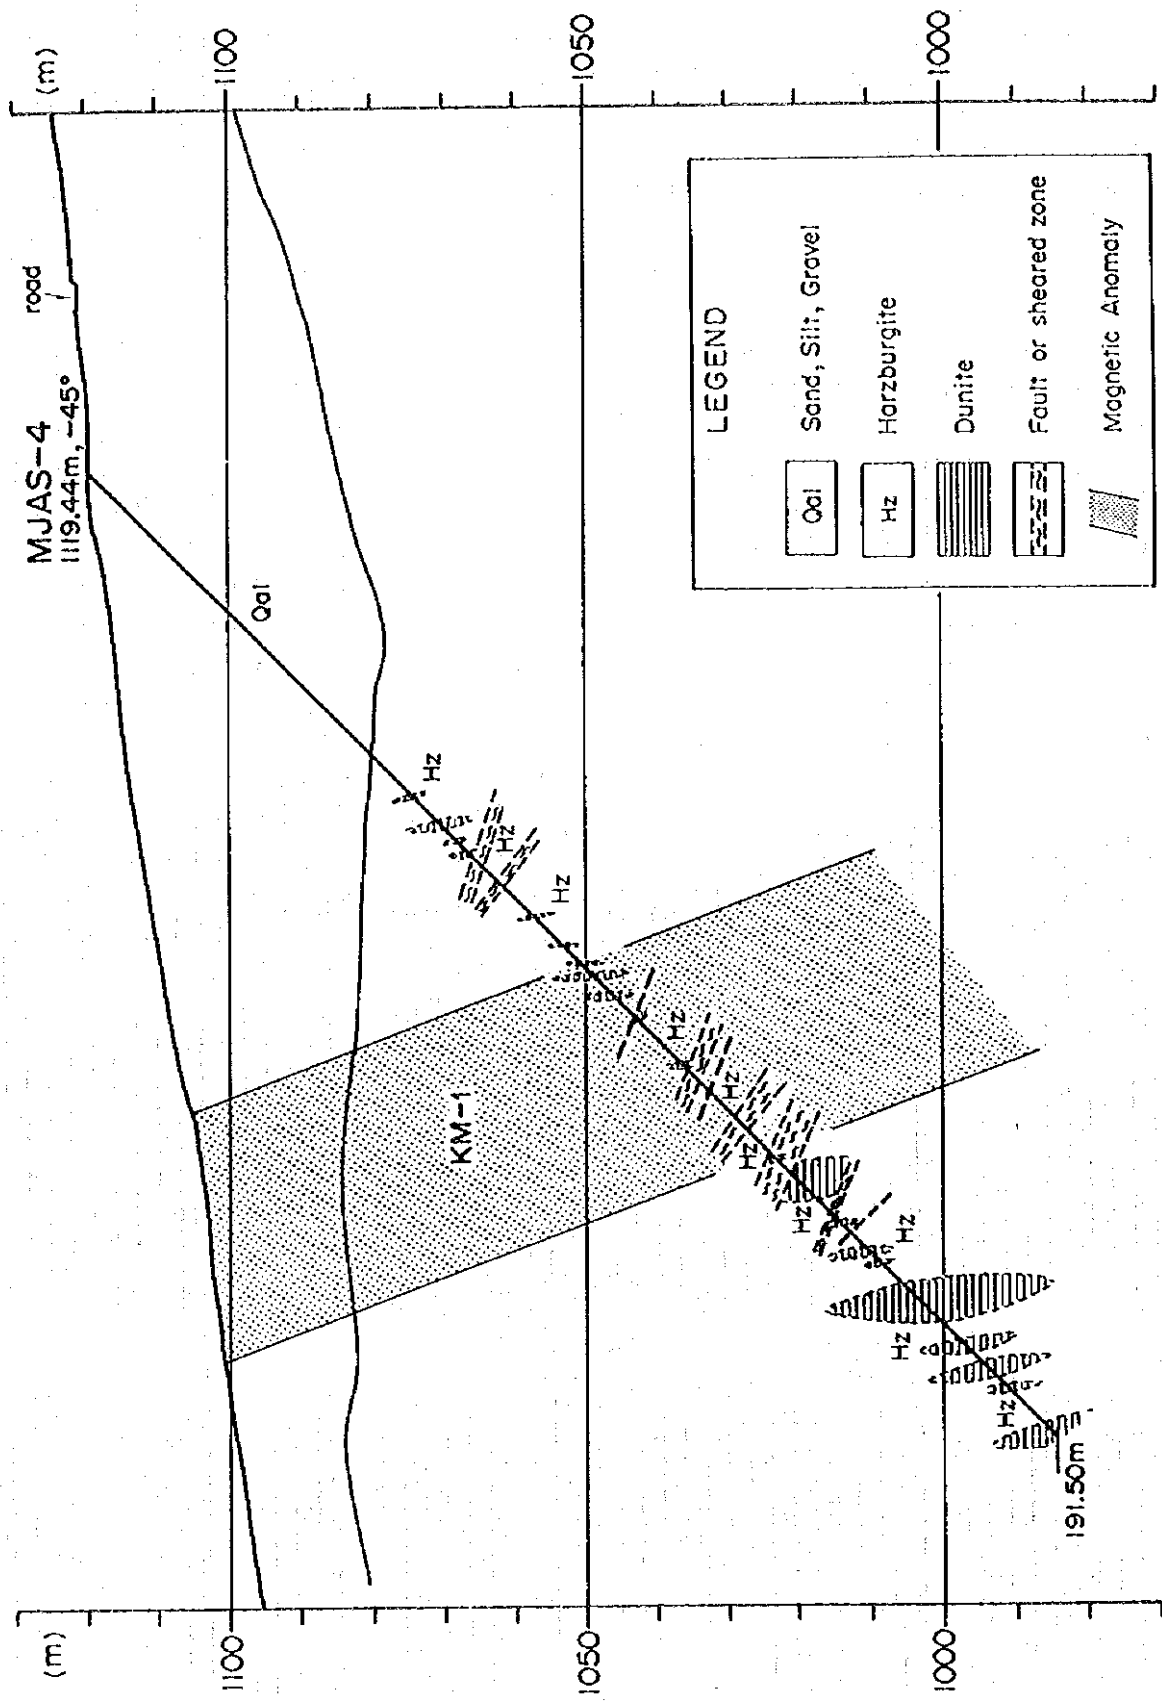 (m)
1100
1050
1000
MJAS-4
1119.44m, -45°
road
Qal
Hz
Hz
Hz
KM-1
Hz
Hz
Hz
Hz
Hz
Hz
Hz
191.50m
(m)
1100
1050
1000
LEGEND
Qal Sand, Silt, Gravel
Hz Harzburgite
Dunite
Fault or sheared zone
Magnetic Anomaly